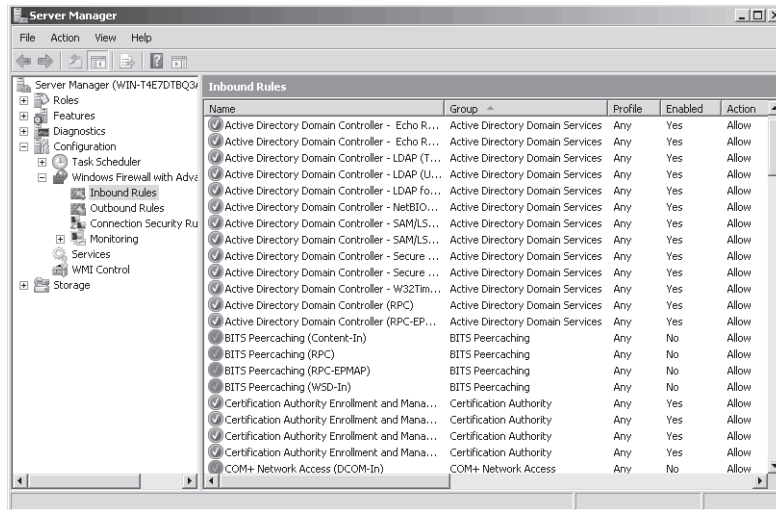 Server Manager
File Action View Help
Server Manager (WIN-T4E7DTBQ3
Roles
Features
Diagnostics
Configuration
Task Scheduler
Windows Firewall with Adva
Inbound Rules
Outbound Rules
Connection Security Ru
Monitoring
Services
WMI Control
Storage
Inbound Rules
Name Group Profile Enabled Action
Active Directory Domain Controller - Echo R... Active Directory Domain Services Any Yes Allow
Active Directory Domain Controller - Echo R... Active Directory Domain Services Any Yes Allow
Active Directory Domain Controller - LDAP (T... Active Directory Domain Services Any Yes Allow
Active Directory Domain Controller - LDAP (U... Active Directory Domain Services Any Yes Allow
Active Directory Domain Controller - LDAP fo... Active Directory Domain Services Any Yes Allow
Active Directory Domain Controller - NetBIO... Active Directory Domain Services Any Yes Allow
Active Directory Domain Controller - SAM/LS... Active Directory Domain Services Any Yes Allow
Active Directory Domain Controller - SAM/LS... Active Directory Domain Services Any Yes Allow
Active Directory Domain Controller - Secure ... Active Directory Domain Services Any Yes Allow
Active Directory Domain Controller - Secure ... Active Directory Domain Services Any Yes Allow
Active Directory Domain Controller - W32Tim... Active Directory Domain Services Any Yes Allow
Active Directory Domain Controller (RPC) Active Directory Domain Services Any Yes Allow
Active Directory Domain Controller (RPC-EP... Active Directory Domain Services Any Yes Allow
BITS Peercaching (Content-In) BITS Peercaching Any No Allow
BITS Peercaching (RPC) BITS Peercaching Any No Allow
BITS Peercaching (RPC-EPMAP) BITS Peercaching Any No Allow
BITS Peercaching (WSD-In) BITS Peercaching Any No Allow
Certification Authority Enrollment and Mana... Certification Authority Any Yes Allow
Certification Authority Enrollment and Mana... Certification Authority Any Yes Allow
Certification Authority Enrollment and Mana... Certification Authority Any Yes Allow
Certification Authority Enrollment and Mana... Certification Authority Any Yes Allow
COM+ Network Access (DCOM-In) COM+ Network Access Any No Allow